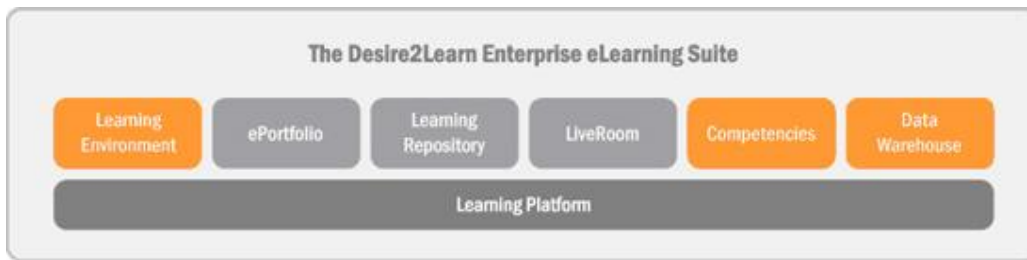 The Desire2Learn Enterprise eLearning Suite
Learning
Environment
ePortfolio
Learning
Repository
LiveRoom
Competencies
Data
Warehouse
Learning Platform